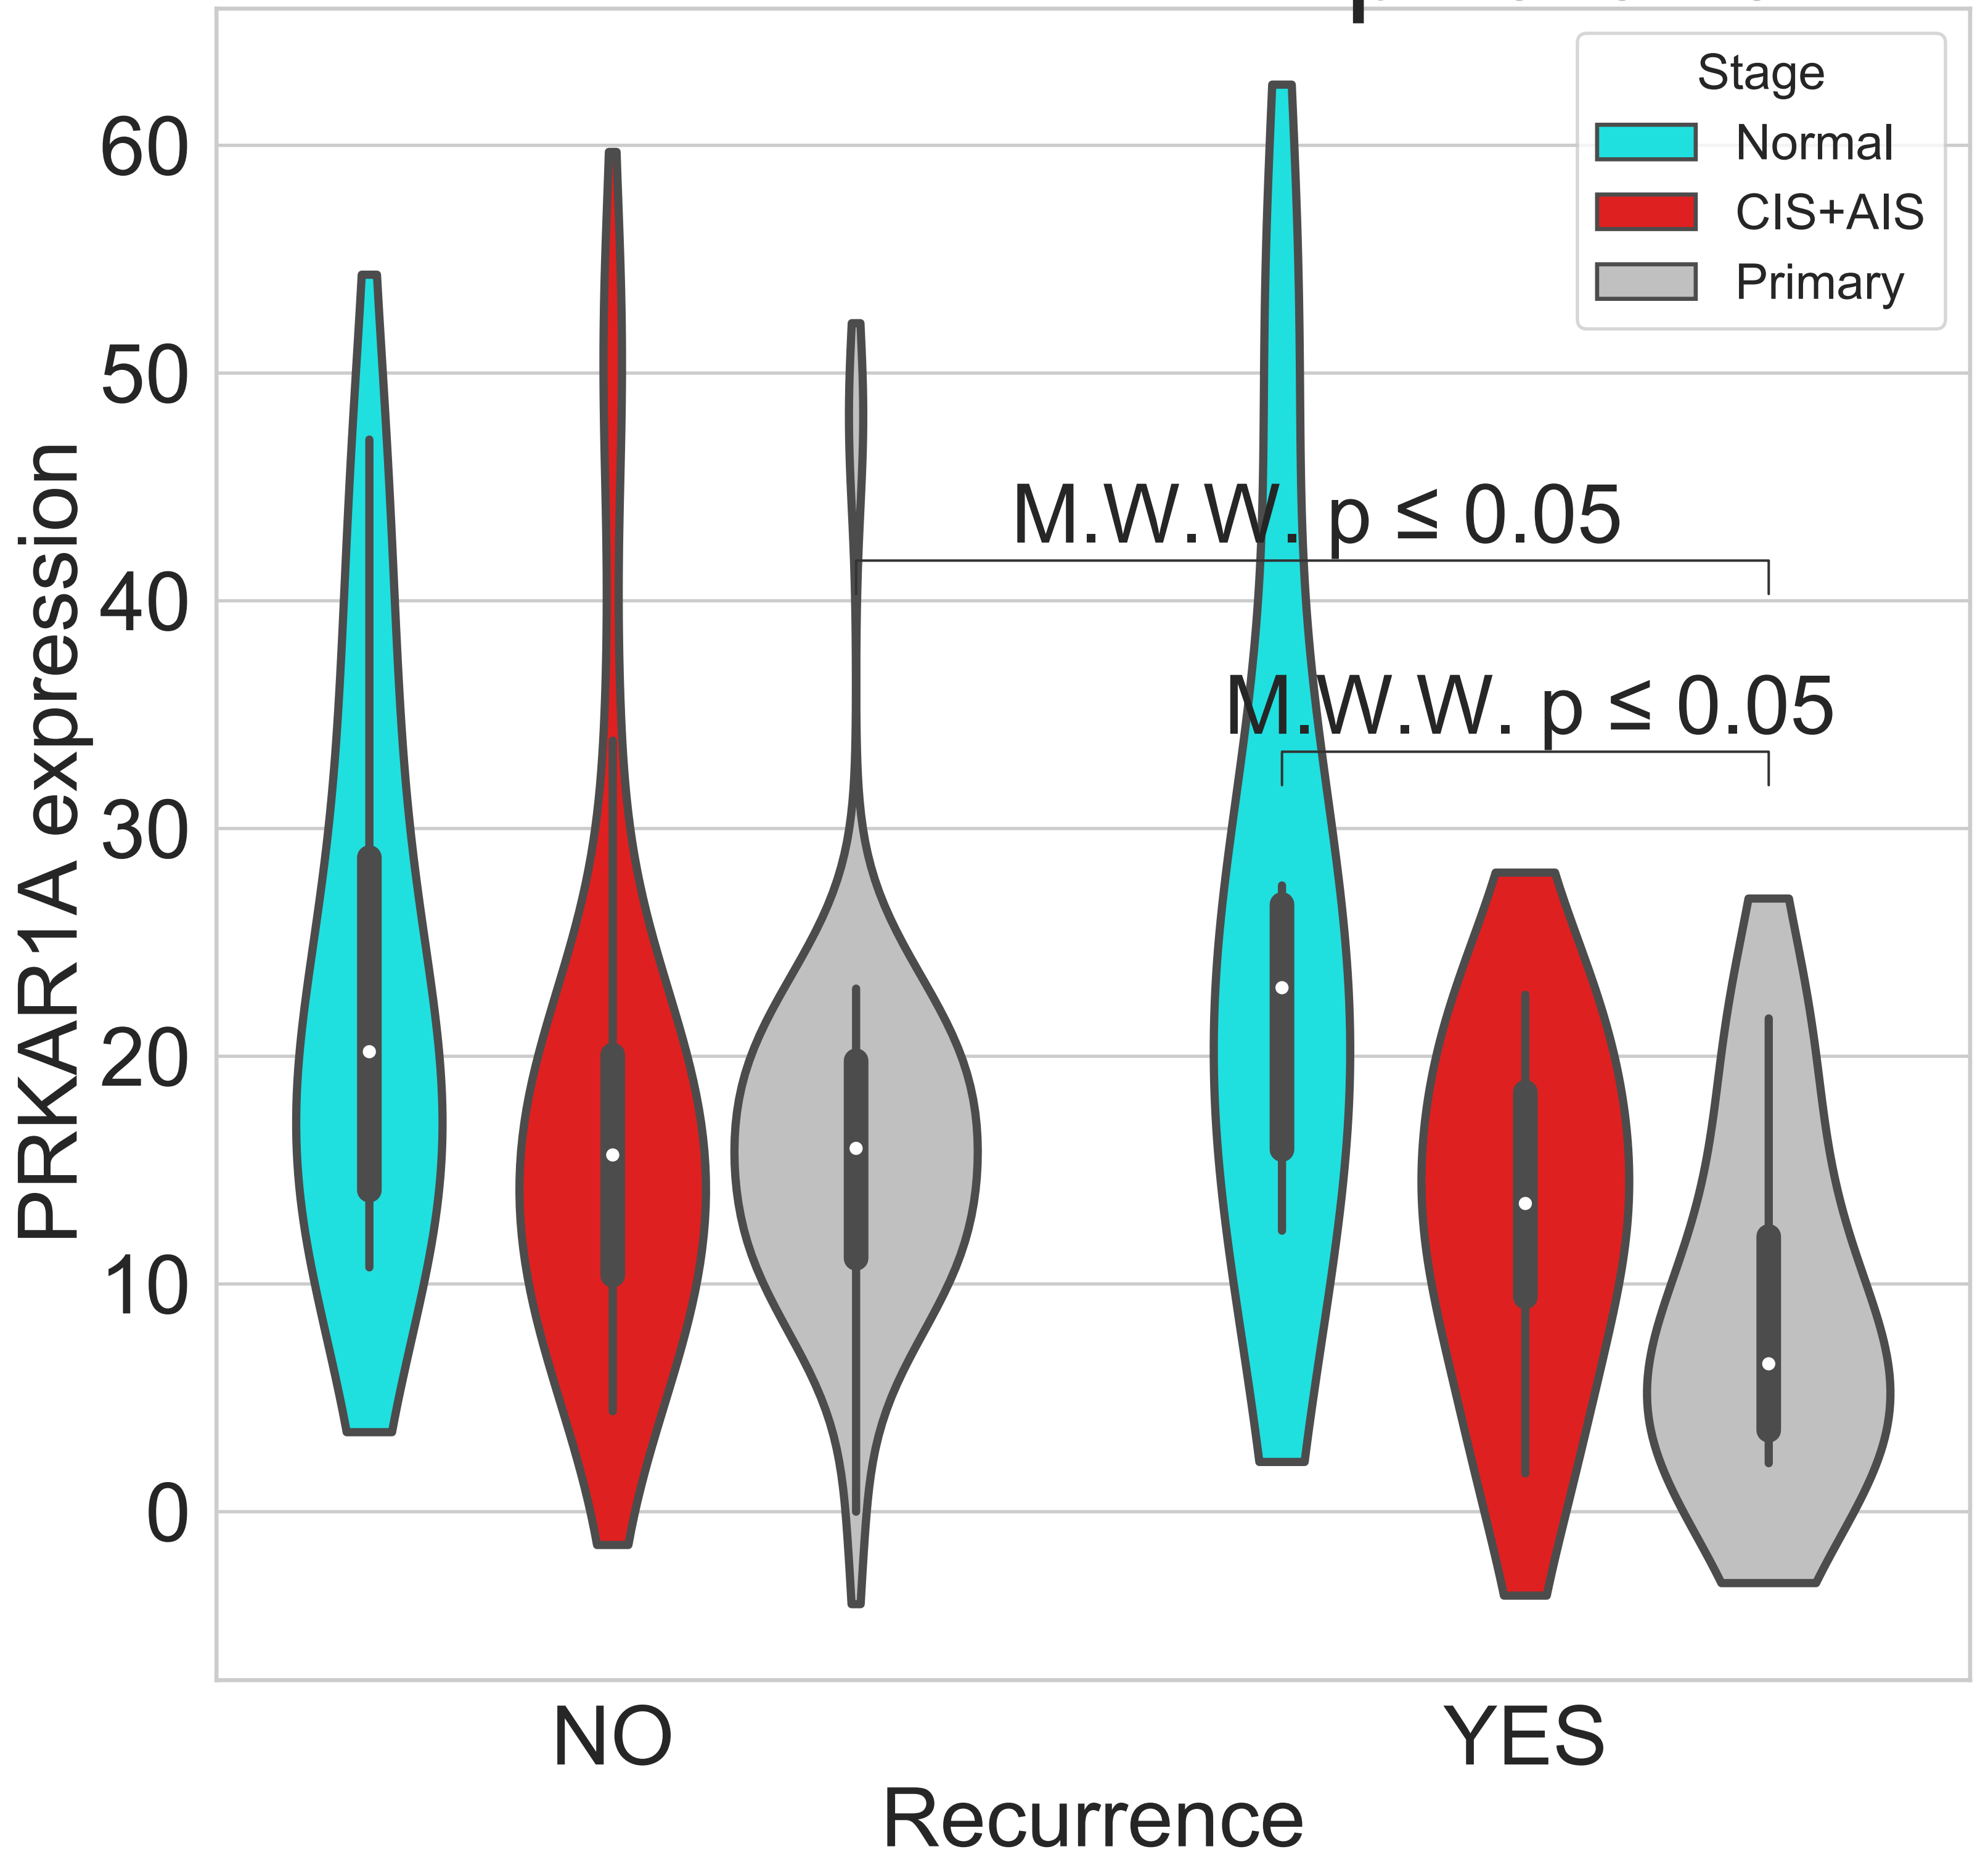 Stage
Normal
CIS+AIS
Primary
60
50
40
30
20
10
0
PRKAR1A expression
M.W.W. p ≤ 0.05
M.W.W. p ≤ 0.05
NO
YES
Recurrence